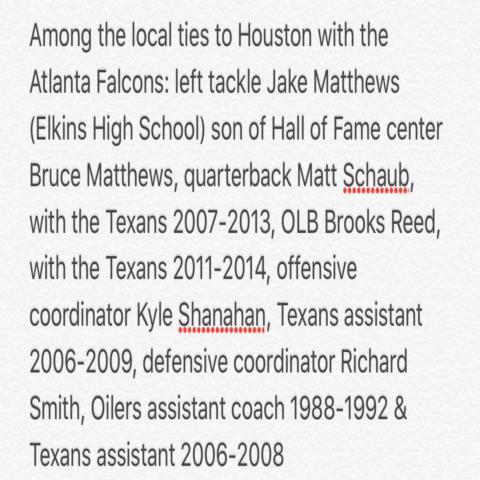 Among the local ties to Houston with the
Atlanta Falcons: left tackle Jake Matthews
(Elkins High School) son of Hall of Fame center
Bruce Matthews, quarterback Matt Schaub,
with the Texans 2007-2013, OLB Brooks Reed,
with the Texans 2011-2014, offensive
coordinator Kyle Shanahan, Texans assistant
2006-2009, defensive coordinator Richard
Smith, Oilers assistant coach 1988-1992 &
Texans assistant 2006-2008